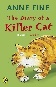 ANNE FINE
The Diary of a
Killer Cat